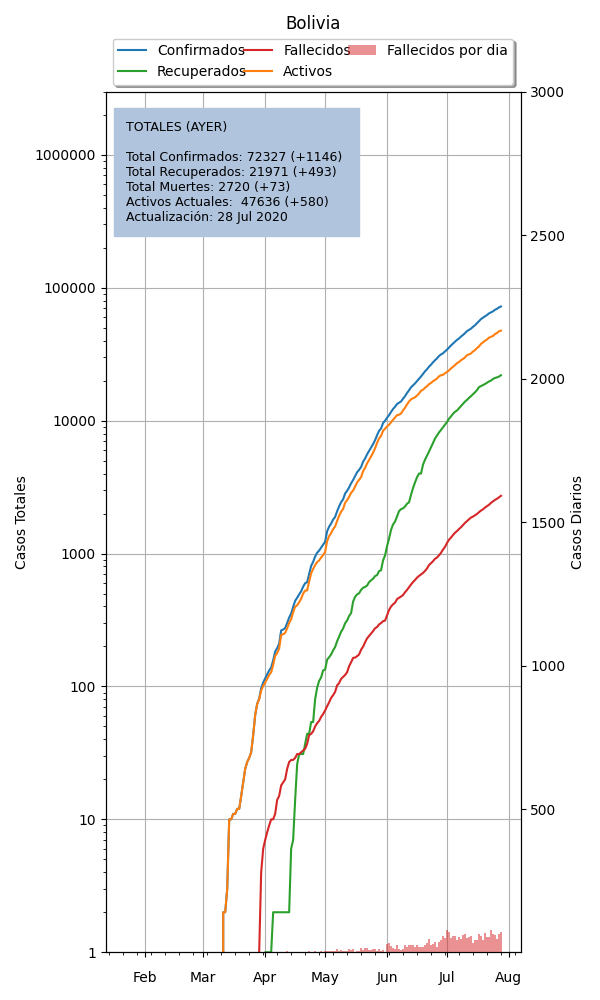 Bolivia
Confirmados
Recuperados
Fallecidos
Activos
Fallecidos por dia
TOTALES (AYER)
Total Confirmados: 72327 (+1146)
Total Recuperados: 21971 (+493)
Total Muertes: 2720 (+73)
Activos Actuales:  47636 (+580)
Actualización: 28 Jul 2020
Casos Totales
1000000
100000
10000
1000
100
10
1
3000
2500
2000
1500
1000
500
Casos Diarios
Feb Mar Apr May Jun Jul Aug